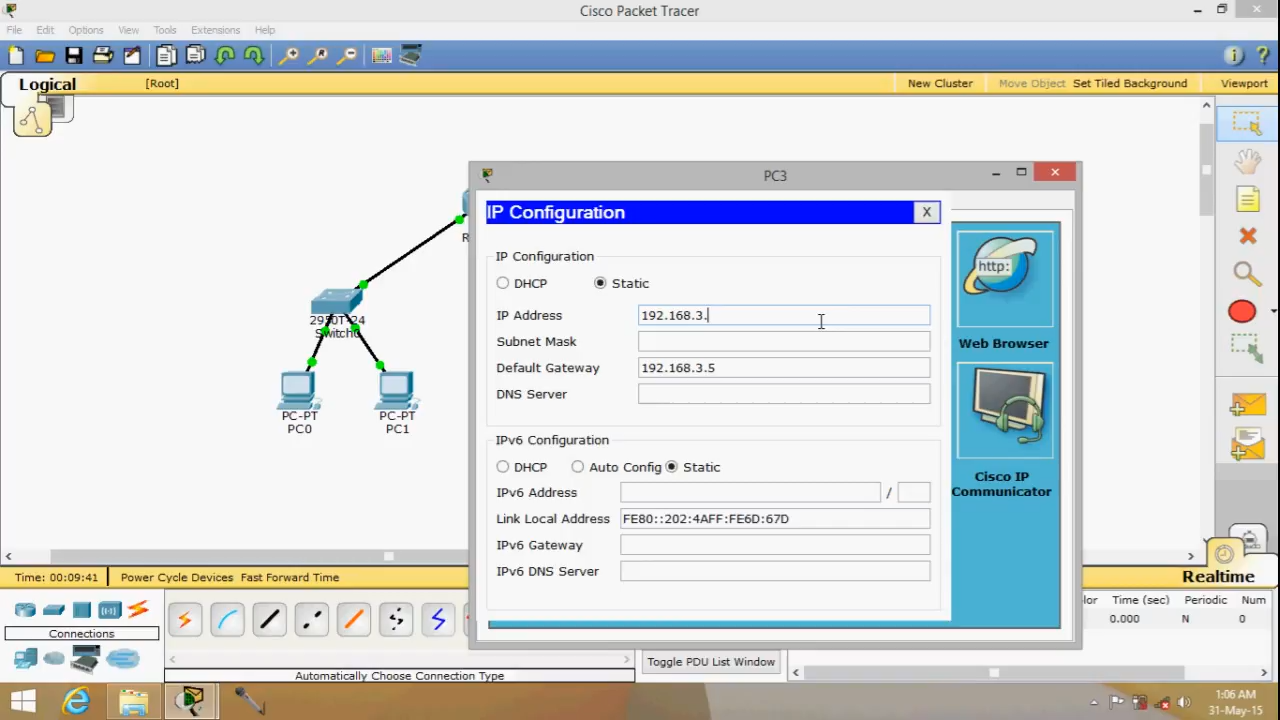 Cisco Packet Tracer
File Edit Options View Tools Extensions Help
Logical [Root] New Cluster Move Object Set Tiled Background Viewport
PC3
IP Configuration X
IP Configuration
DHCP Static
IP Address 192.168.3.
Subnet Mask
Default Gateway 192.168.3.5
DNS Server
IPv6 Configuration
DHCP Auto Config Static
IPv6 Address /
Link Local Address FE80::202:4AFF:FE6D:67D
IPv6 Gateway
IPv6 DNS Server
http:
Web Browser
Cisco IP
Communicator
R
2950T-24
Switch0
PC-PT
PC0
PC-PT
PC1
Time: 00:09:41 Power Cycle Devices Fast Forward Time Realtime
Connections
Automatically Choose Connection Type
Toggle PDU List Window
olor Time (sec) Periodic Num
0.000 N 0
1:06 AM
31-May-15